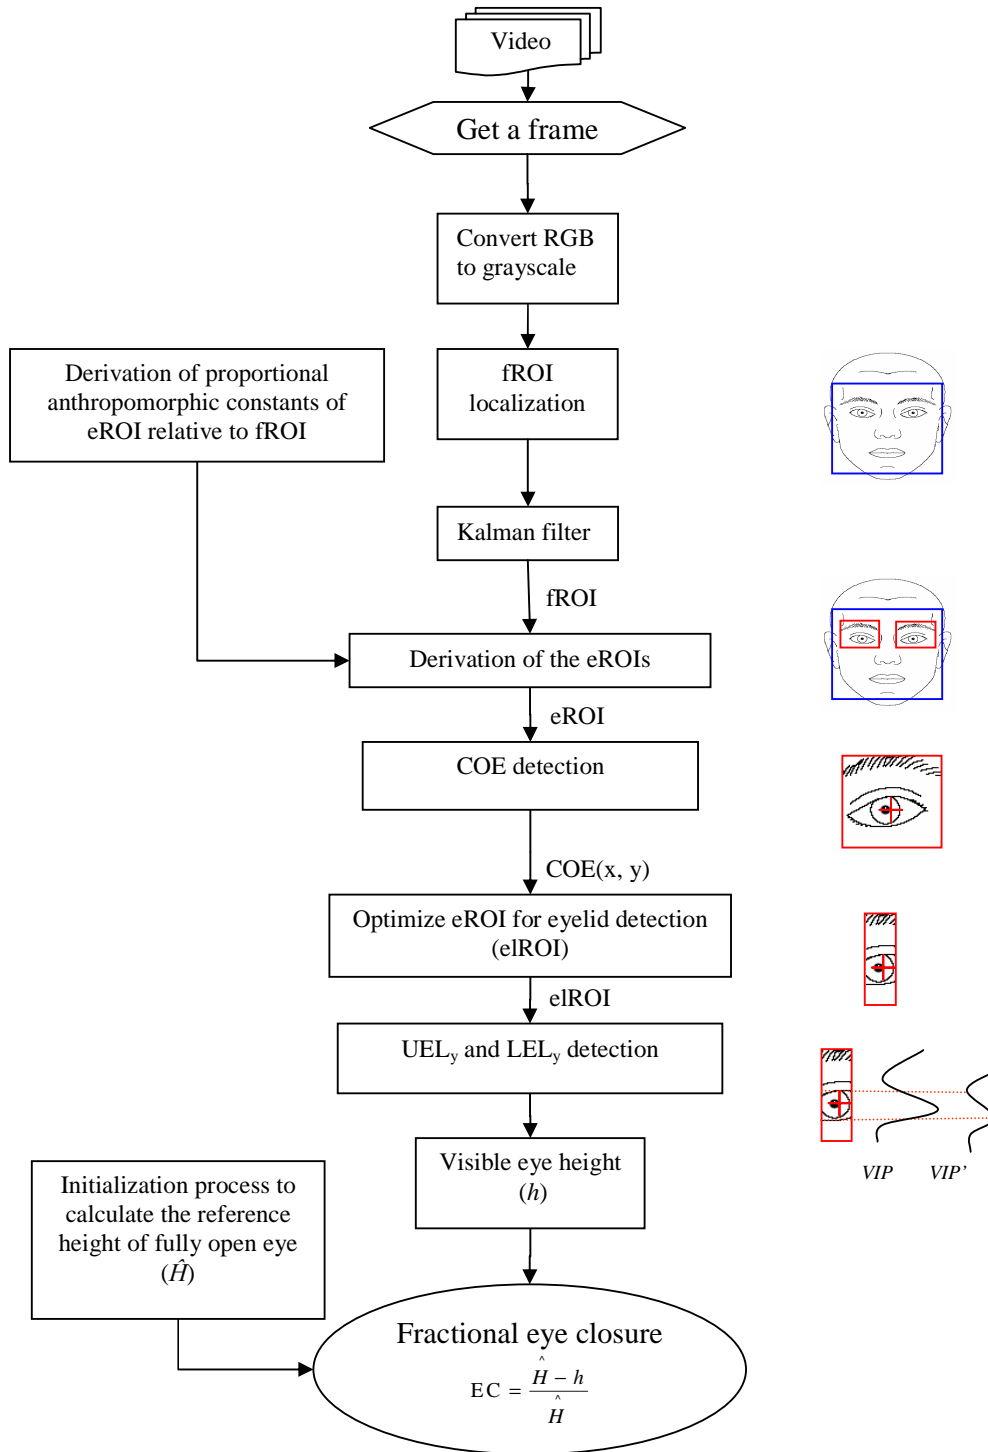 Video
Get a frame
Convert RGB
to grayscale
Derivation of proportional
anthropomorphic constants of
eROI relative to fROI
fROI
localization
Kalman filter
fROI
Derivation of the eROIs
eROI
COE detection
COE(x, y)
Optimize eROI for eyelid detection
(elROI)
elROI
UELy and LELy detection
VIP VIP’
Visible eye height
(h)
Initialization process to
calculate the reference
height of fully open eye
(Ĥ)
Fractional eye closure
EC = (Ĥ − h) / Ĥ